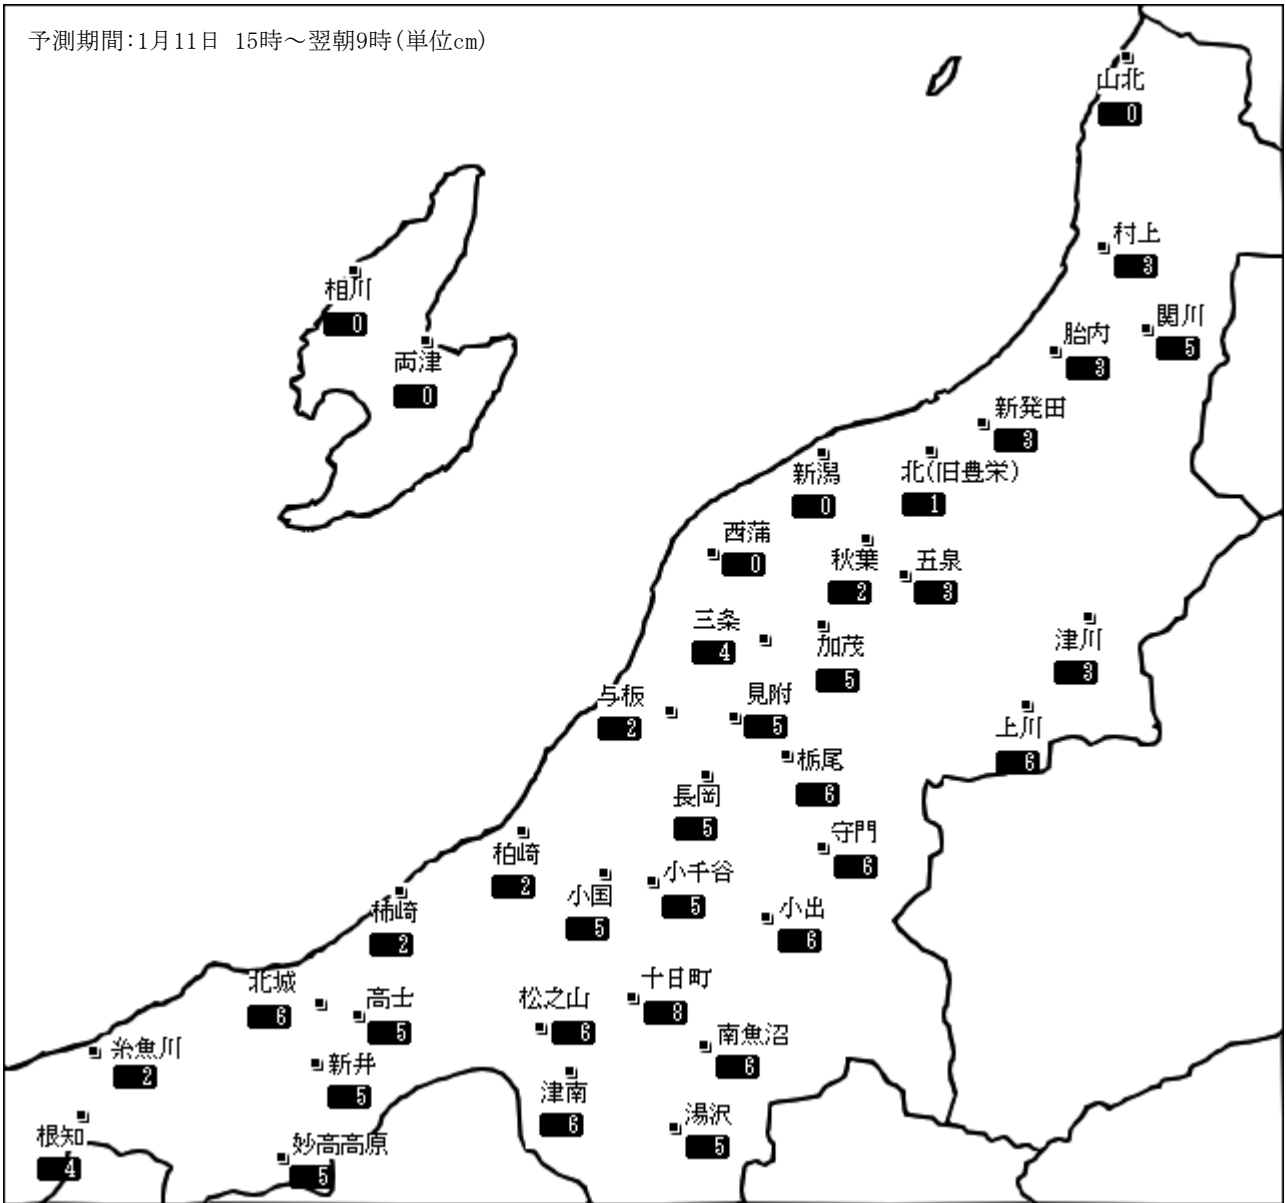 予測期間:1月11日 15時～翌朝9時(単位cm)
山北
0
村上
3
相川
0
関川
5
胎内
3
両津
0
新発田
3
新潟
0
北(旧豊栄)
1
西蒲
0
秋葉
2
五泉
3
三条
4
加茂
5
津川
3
与板
2
見附
5
上川
6
栃尾
6
長岡
5
守門
6
柏崎
2
小国
5
小千谷
5
小出
6
柿崎
2
北城
6
高士
5
松之山
6
十日町
8
南魚沼
6
糸魚川
2
新井
5
津南
6
湯沢
5
根知
4
妙高高原
5